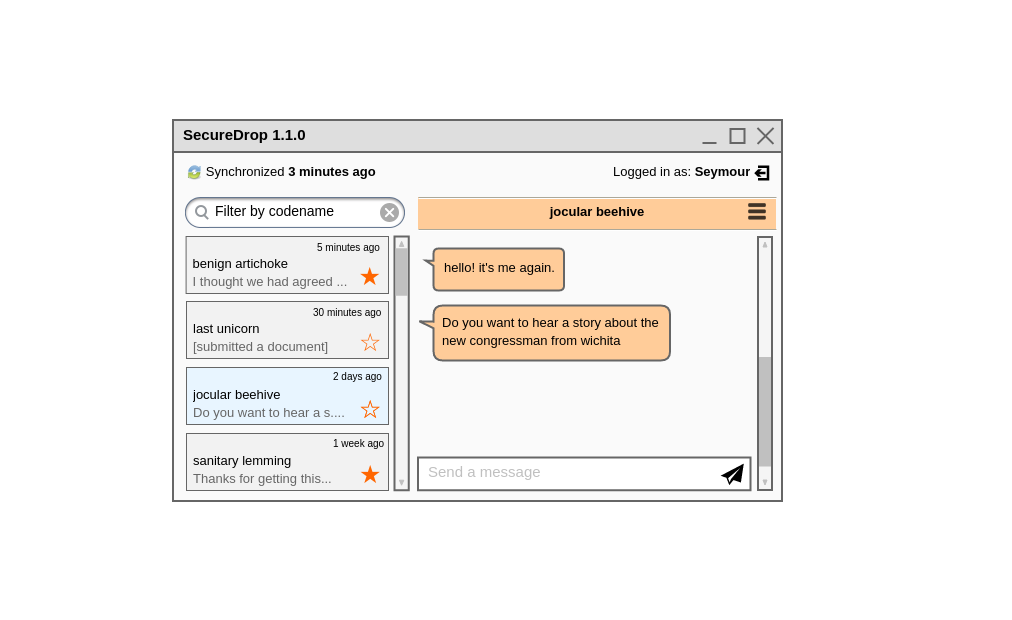 SecureDrop 1.1.0
Synchronized 3 minutes ago
Logged in as: Seymour
Filter by codename
jocular beehive
5 minutes ago
benign artichoke
I thought we had agreed ...
30 minutes ago
last unicorn
[submitted a document]
2 days ago
jocular beehive
Do you want to hear a s....
1 week ago
sanitary lemming
Thanks for getting this...
hello! it's me again.
Do you want to hear a story about the
new congressman from wichita
Send a message